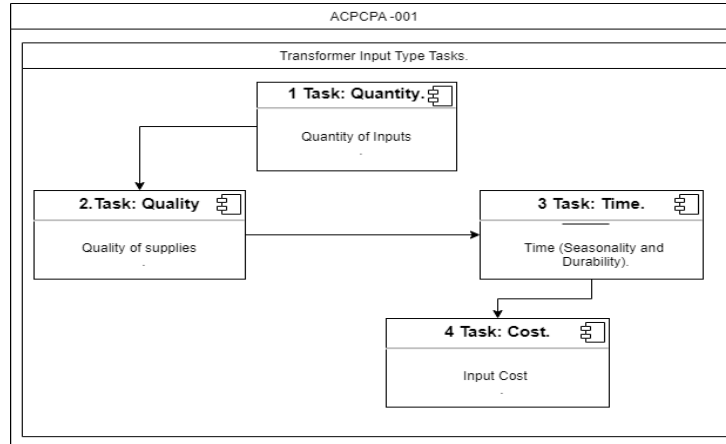 ACPCPA -001
Transformer Input Type Tasks.
1 Task: Quantity.
Quantity of Inputs
.
2.Task: Quality
Quality of supplies
.
3 Task: Time.
Time (Seasonality and
Durability).
4 Task: Cost.
Input Cost
.